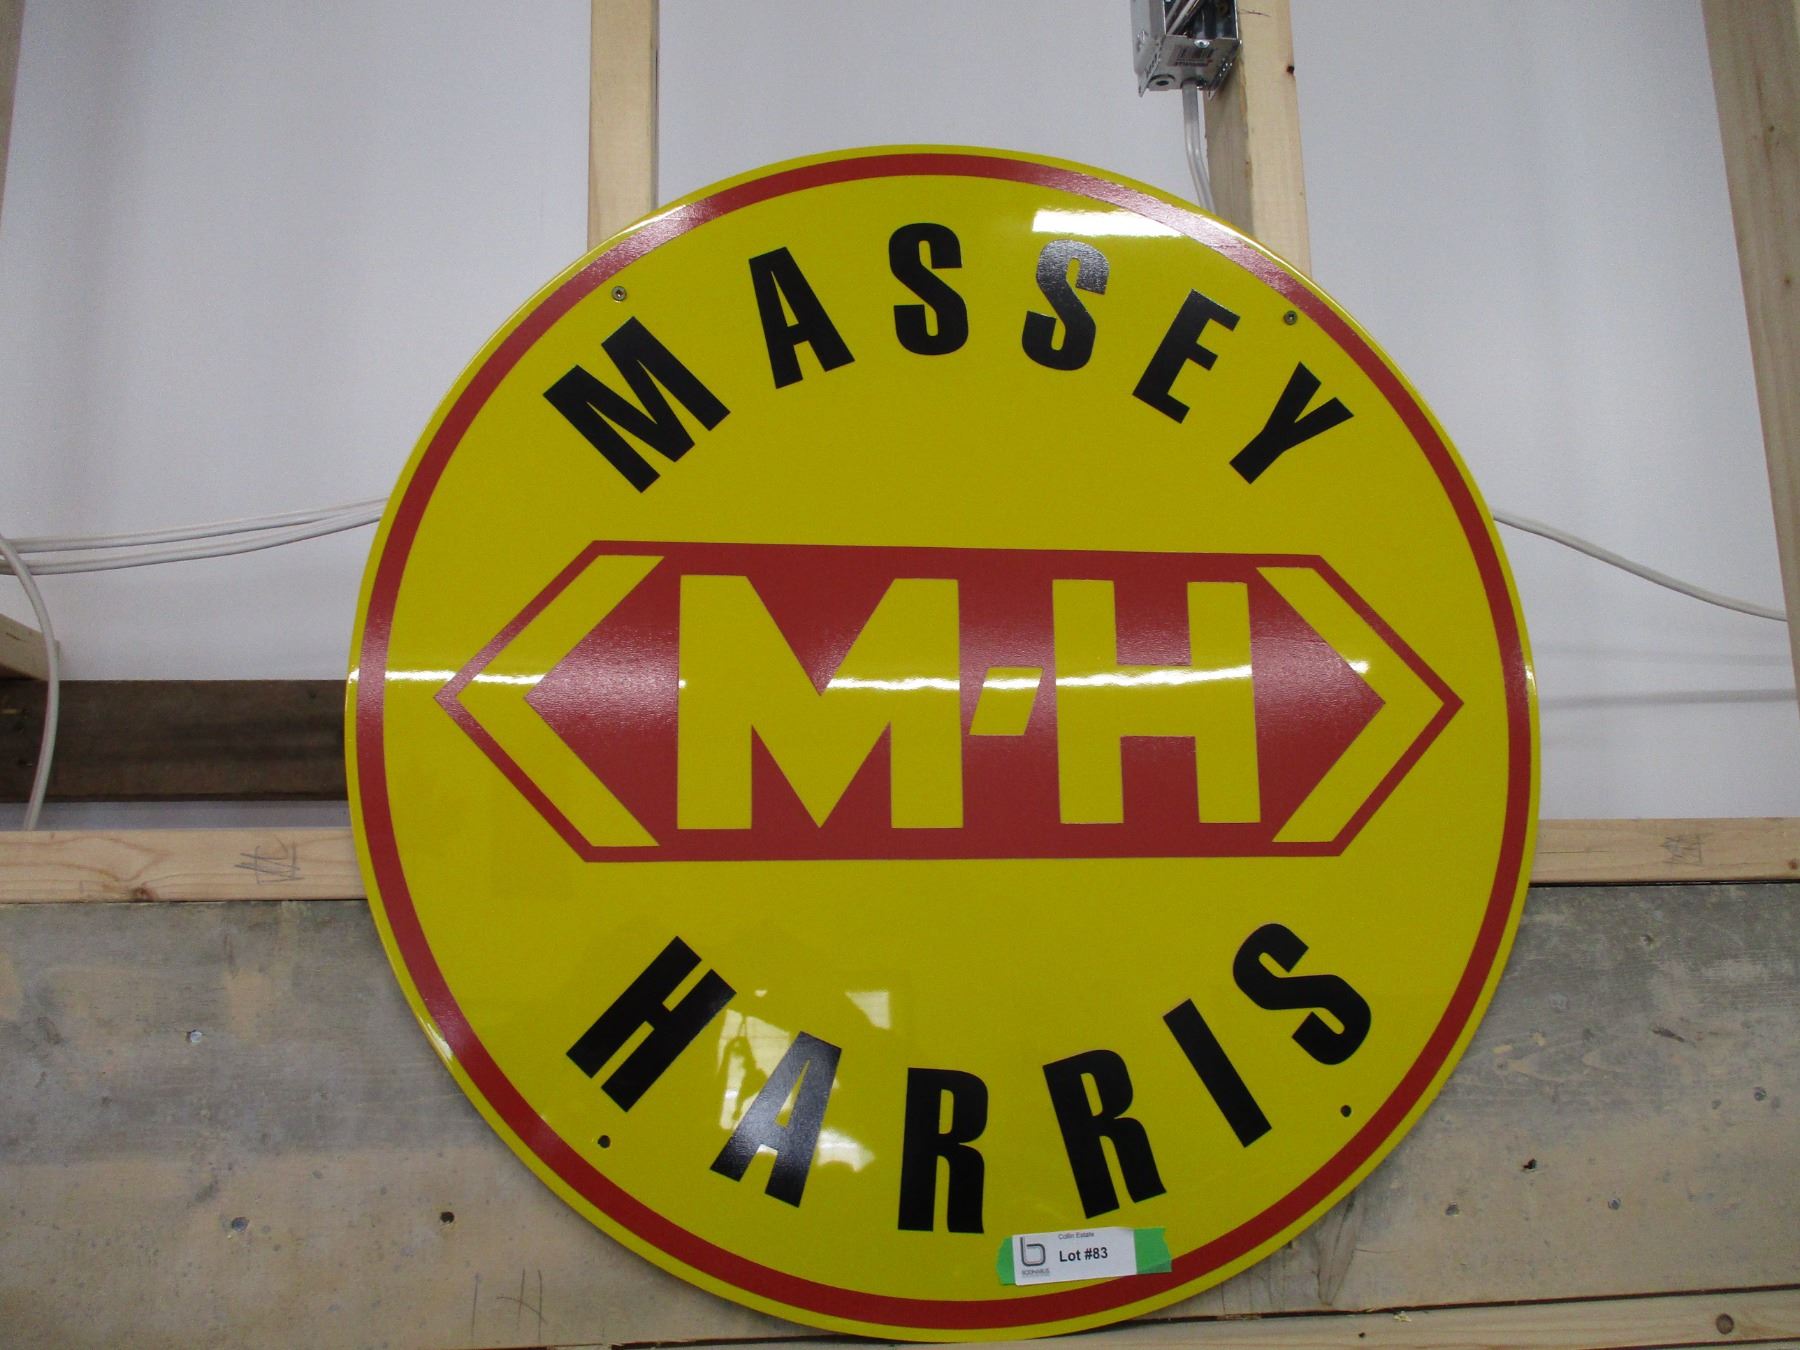 MASSEY
M-H
HARRIS
Collin Estate
Lot #83